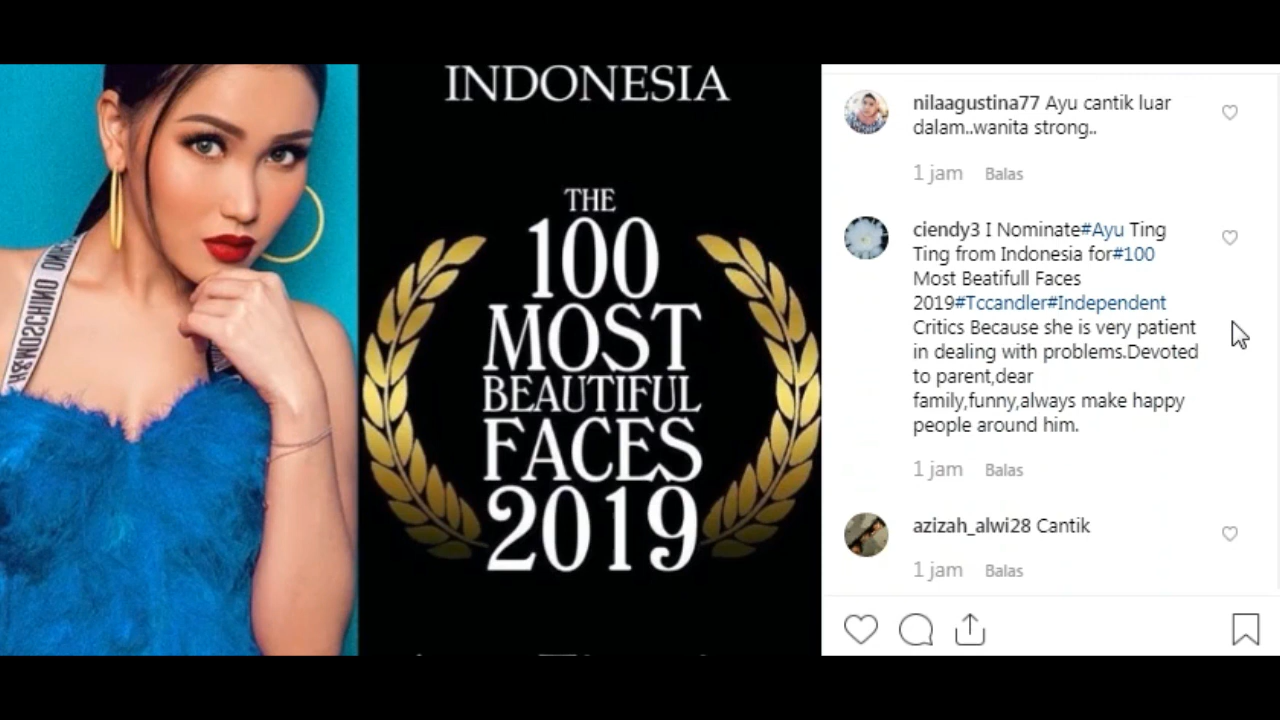 INDONESIA
THE
100
MOST
BEAUTIFUL
FACES
2019
nilaagustina77 Ayu cantik luar
dalam..wanita strong..
1 jam Balas
ciendy3 I Nominate#Ayu Ting
Ting from Indonesia for#100
Most Beatifull Faces
2019#Tccandler#Independent
Critics Because she is very patient
in dealing with problems.Devoted
to parent,dear
family,funny,always make happy
people around him.
1 jam Balas
azizah_alwi28 Cantik
1 jam Balas